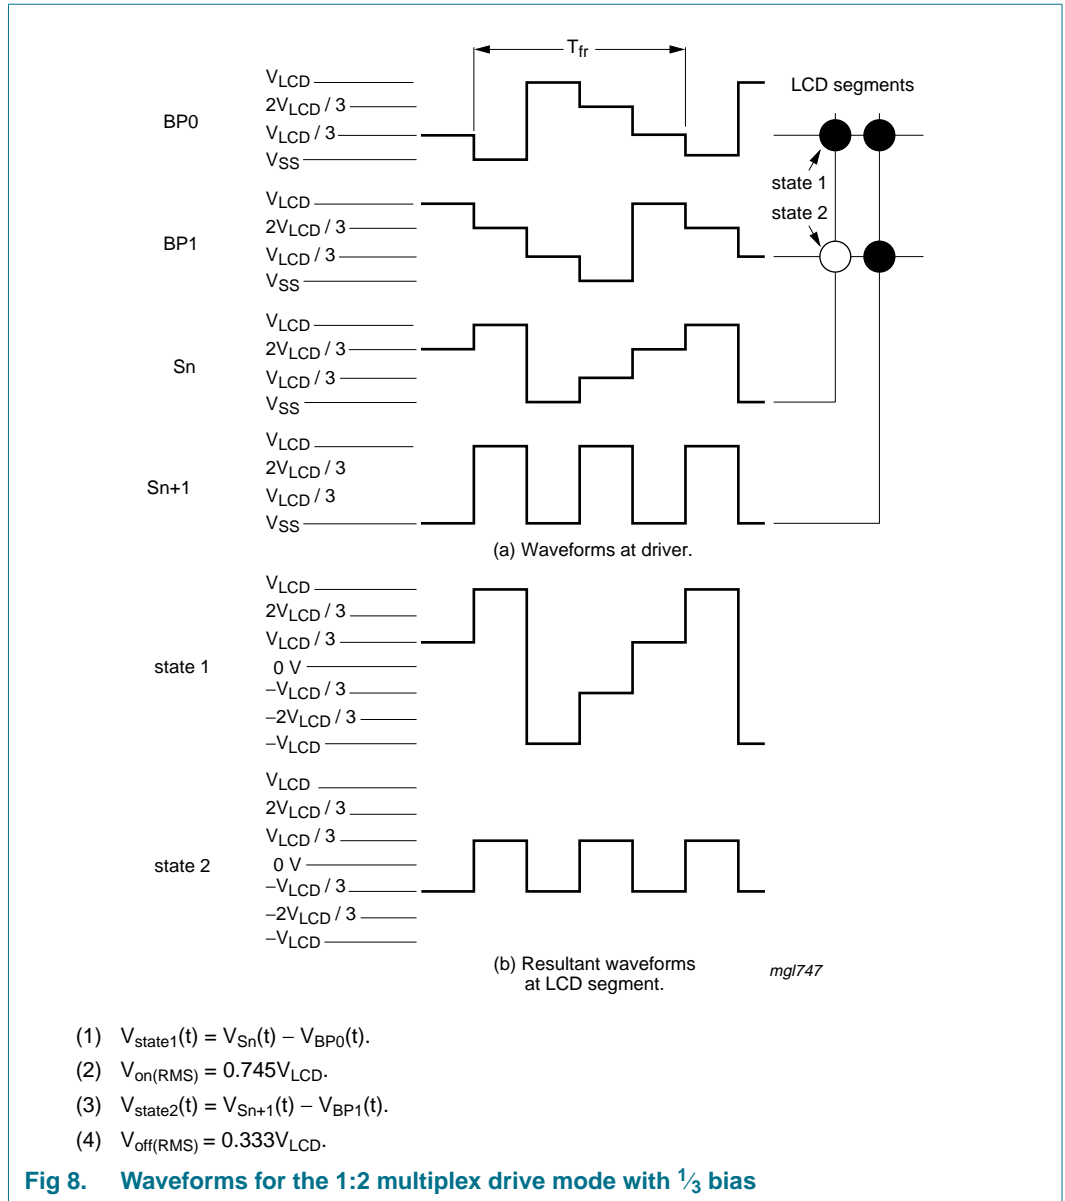 T_fr
V_LCD
2V_LCD / 3
BP0
V_LCD / 3
V_SS
LCD segments
state 1
state 2
V_LCD
2V_LCD / 3
BP1
V_LCD / 3
V_SS
V_LCD
2V_LCD / 3
Sn
V_LCD / 3
V_SS
V_LCD
2V_LCD / 3
Sn+1
V_LCD / 3
V_SS
(a) Waveforms at driver.
V_LCD
2V_LCD / 3
V_LCD / 3
state 1
0 V
−V_LCD / 3
−2V_LCD / 3
−V_LCD
V_LCD
2V_LCD / 3
V_LCD / 3
state 2
0 V
−V_LCD / 3
−2V_LCD / 3
−V_LCD
(b) Resultant waveforms
at LCD segment.
mgl747
(1) V_state1(t) = V_Sn(t) − V_BP0(t).
(2) V_on(RMS) = 0.745V_LCD.
(3) V_state2(t) = V_Sn+1(t) − V_BP1(t).
(4) V_off(RMS) = 0.333V_LCD.
Fig 8. Waveforms for the 1:2 multiplex drive mode with 1⁄3 bias